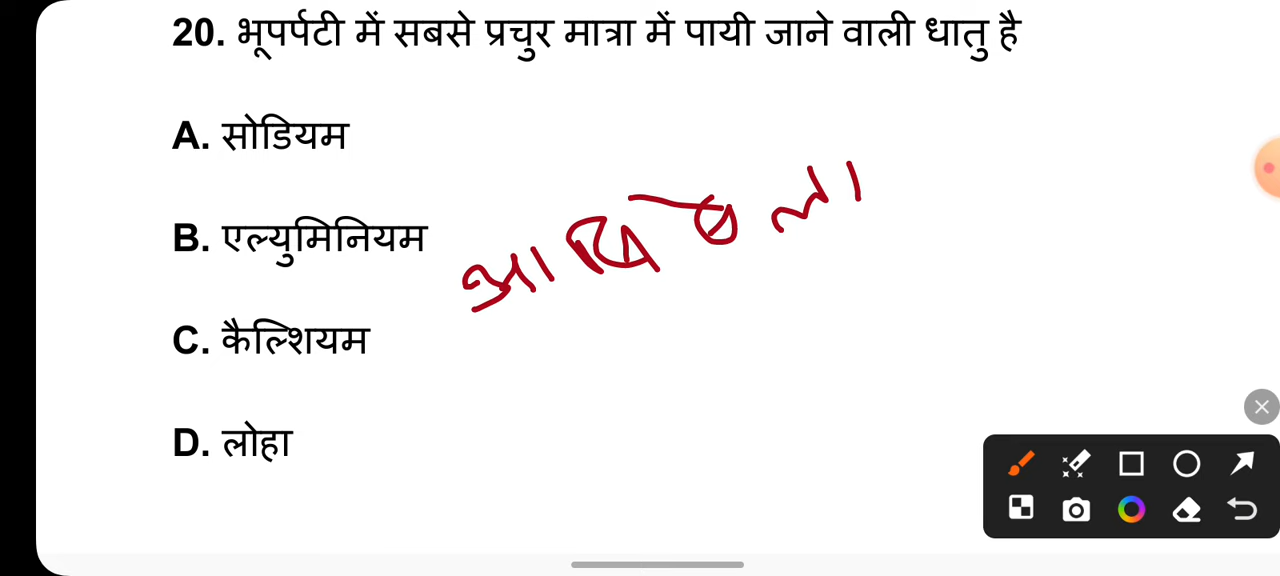 20. भूपर्पटी में सबसे प्रचुर मात्रा में पायी जाने वाली धातु है
A. सोडियम
B. एल्युमिनियम
C. कैल्शियम
D. लोहा